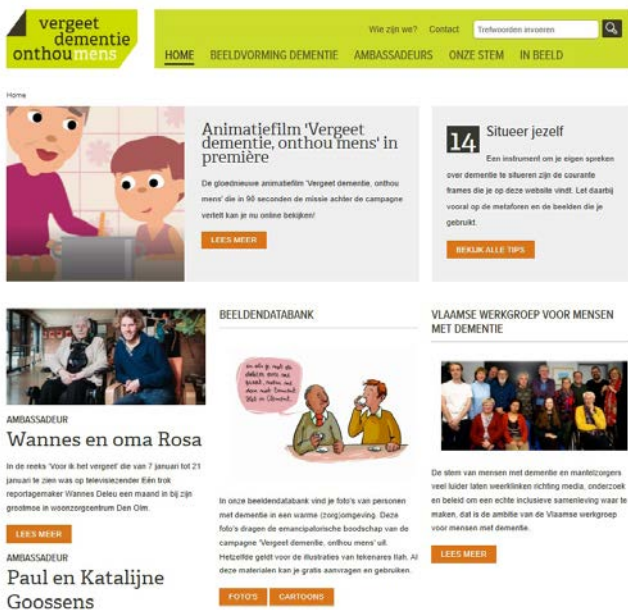 vergeet
dementie
onthoumens
Wie zijn we? Contact Trefwoorden invoeren
HOME BEELDVORMING DEMENTIE AMBASSADEURS ONZE STEM IN BEELD
Home
Animatiefilm 'Vergeet
dementie, onthou mens' in
première
De gloednieuwe animatiefilm 'Vergeet dementie, onthou
mens' die in 90 seconden de missie achter de campagne
vertelt kan je nu online bekijken!
LEES MEER
14 Situeer jezelf
Een instrument om je eigen spreken
over dementie te situeren zijn de courante
frames die je op deze website vindt. Let daarbij
vooral op de metaforen en de beelden die je
gebruikt.
BEKIJK ALLE TIPS
AMBASSADEUR
Wannes en oma Rosa
In de reeks 'Voor ik het vergeet' die van 7 januari tot 21
januari te zien was op televisiezender Eén trok
reportagemaker Wannes Deleu een maand in bij zijn
grootmoe in woonzorgcentrum Den Olm.
LEES MEER
AMBASSADEUR
Paul en Katalijne
Goossens
BEELDENDATABANK
In onze beeldendatabank vind je foto's van personen
met dementie in een warme (zorg)omgeving. Deze
foto's dragen de emancipatorische boodschap van de
campagne 'Vergeet dementie, onthou mens' uit.
Hetzelfde geldt voor de illustraties van tekenares Ilah. Al
deze materialen kan je gratis aanvragen en gebruiken.
FOTO'S CARTOONS
VLAAMSE WERKGROEP VOOR MENSEN
MET DEMENTIE
De stem van mensen met dementie en mantelzorgers
veel luider laten weerklinken richting media, onderzoek
en beleid om een echte inclusieve samenleving waar te
maken, dat is de ambitie van de Vlaamse werkgroep
voor mensen met dementie.
LEES MEER